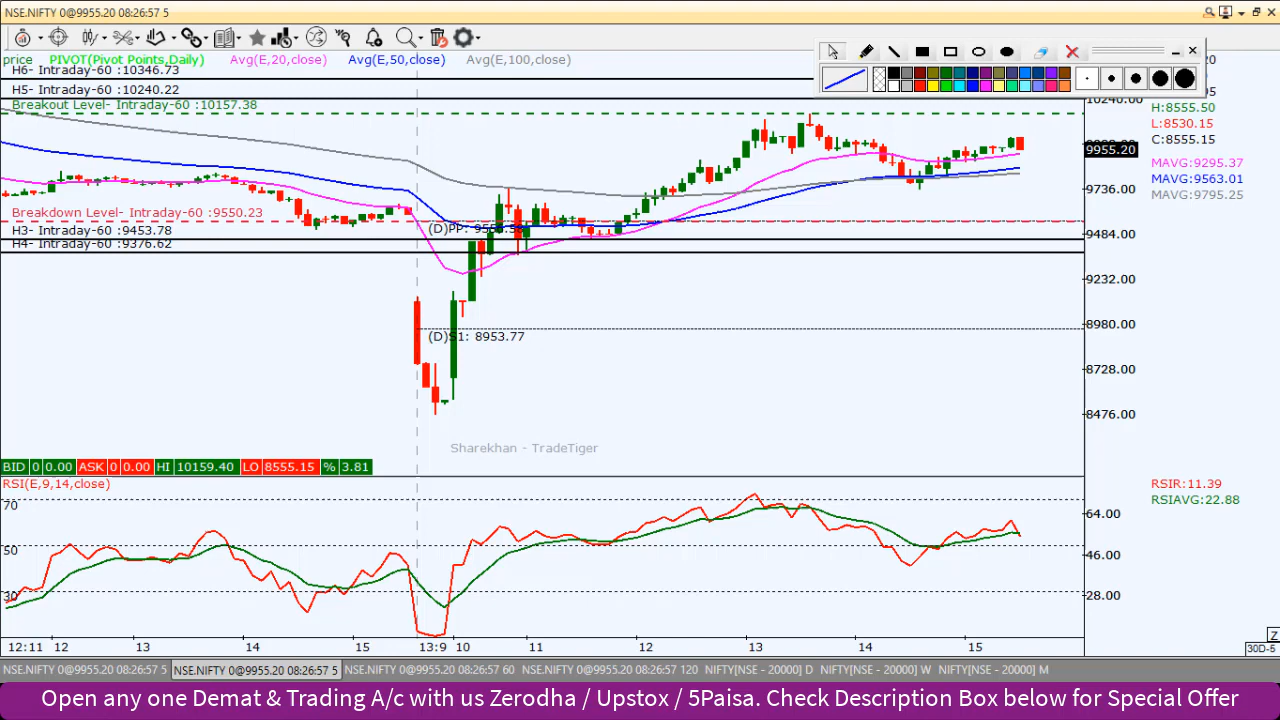 NSE.NIFTY 0@9955.20 08:26:57 5
price PIVOT(Pivot Points,Daily) Avg(E,20,close) Avg(E,50,close) Avg(E,100,close)
H6- Intraday-60 :10346.73
H5- Intraday-60 :10240.22
Breakout Level- Intraday-60 :10157.38
10240.00
H:8555.50
L:8530.15
C:8555.15
9955.20
MAVG:9295.37
MAVG:9563.01
MAVG:9795.25
9736.00
Breakdown Level- Intraday-60 :9550.23
H3- Intraday-60 :9453.78
H4- Intraday-60 :9376.62
(D)PP:
9484.00
9232.00
8980.00
(D)S1: 8953.77
8728.00
8476.00
Sharekhan - TradeTiger
BID 0 0.00 ASK 0 0.00 HI 10159.40 LO 8555.15 % 3.81
RSI(E,9,14,close)
RSIR:11.39
RSIAVG:22.88
70
64.00
50
46.00
30
28.00
12:11 12 13 14 15 13:9 10 11 12 13 14 15
Z
30D-5
NSE.NIFTY 0@9955.20 08:26:57 5 NSE.NIFTY 0@9955.20 08:26:57 5 NSE.NIFTY 0@9955.20 08:26:57 60 NSE.NIFTY 0@9955.20 08:26:57 120 NIFTY[NSE - 20000] D NIFTY[NSE - 20000] W NIFTY[NSE - 20000] M
Open any one Demat & Trading A/c with us Zerodha / Upstox / 5Paisa. Check Description Box below for Special Offer